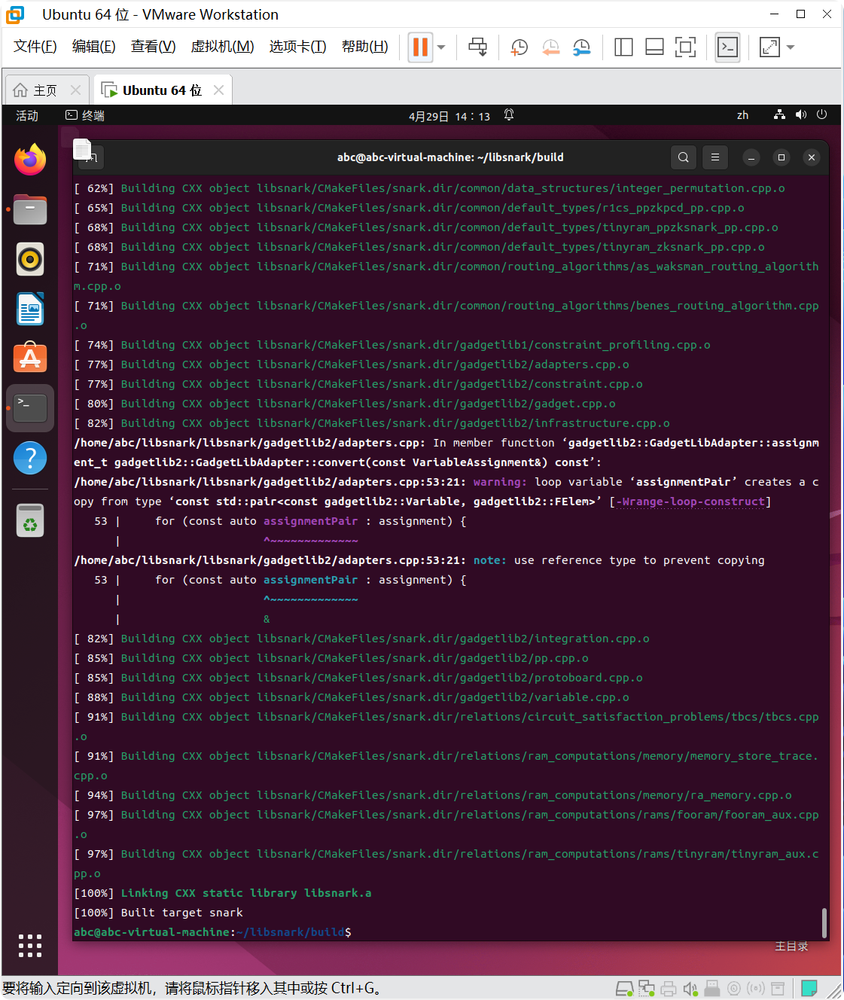 Ubuntu 64 位 - VMware Workstation
文件(F) 编辑(E) 查看(V) 虚拟机(M) 选项卡(T) 帮助(H)
主页 Ubuntu 64 位
活动 终端 4月29日 14：13 zh
abc@abc-virtual-machine: ~/libsnark/build
[ 62%] Building CXX object libsnark/CMakeFiles/snark.dir/common/data_structures/integer_permutation.cpp.o
[ 65%] Building CXX object libsnark/CMakeFiles/snark.dir/common/default_types/r1cs_ppzkpcd_pp.cpp.o
[ 68%] Building CXX object libsnark/CMakeFiles/snark.dir/common/default_types/tinyram_ppzksnark_pp.cpp.o
[ 68%] Building CXX object libsnark/CMakeFiles/snark.dir/common/default_types/tinyram_zksnark_pp.cpp.o
[ 71%] Building CXX object libsnark/CMakeFiles/snark.dir/common/routing_algorithms/as_waksman_routing_algorith
m.cpp.o
[ 71%] Building CXX object libsnark/CMakeFiles/snark.dir/common/routing_algorithms/benes_routing_algorithm.cpp
.o
[ 74%] Building CXX object libsnark/CMakeFiles/snark.dir/gadgetlib1/constraint_profiling.cpp.o
[ 77%] Building CXX object libsnark/CMakeFiles/snark.dir/gadgetlib2/adapters.cpp.o
[ 77%] Building CXX object libsnark/CMakeFiles/snark.dir/gadgetlib2/constraint.cpp.o
[ 80%] Building CXX object libsnark/CMakeFiles/snark.dir/gadgetlib2/gadget.cpp.o
[ 82%] Building CXX object libsnark/CMakeFiles/snark.dir/gadgetlib2/infrastructure.cpp.o
/home/abc/libsnark/libsnark/gadgetlib2/adapters.cpp: In member function ‘gadgetlib2::GadgetLibAdapter::assignm
ent_t gadgetlib2::GadgetLibAdapter::convert(const VariableAssignment&) const’:
/home/abc/libsnark/libsnark/gadgetlib2/adapters.cpp:53:21: warning: loop variable ‘assignmentPair’ creates a c
opy from type ‘const std::pair<const gadgetlib2::Variable, gadgetlib2::FElem>’ [-Wrange-loop-construct]
53 | for (const auto assignmentPair : assignment) {
| ^~~~~~~~~~~~~~
/home/abc/libsnark/libsnark/gadgetlib2/adapters.cpp:53:21: note: use reference type to prevent copying
53 | for (const auto assignmentPair : assignment) {
| ^~~~~~~~~~~~~~
| &
[ 82%] Building CXX object libsnark/CMakeFiles/snark.dir/gadgetlib2/integration.cpp.o
[ 85%] Building CXX object libsnark/CMakeFiles/snark.dir/gadgetlib2/pp.cpp.o
[ 85%] Building CXX object libsnark/CMakeFiles/snark.dir/gadgetlib2/protoboard.cpp.o
[ 88%] Building CXX object libsnark/CMakeFiles/snark.dir/gadgetlib2/variable.cpp.o
[ 91%] Building CXX object libsnark/CMakeFiles/snark.dir/relations/circuit_satisfaction_problems/tbcs/tbcs.cpp
.o
[ 91%] Building CXX object libsnark/CMakeFiles/snark.dir/relations/ram_computations/memory/memory_store_trace.
cpp.o
[ 94%] Building CXX object libsnark/CMakeFiles/snark.dir/relations/ram_computations/memory/ra_memory.cpp.o
[ 97%] Building CXX object libsnark/CMakeFiles/snark.dir/relations/ram_computations/rams/fooram/fooram_aux.cpp
.o
[ 97%] Building CXX object libsnark/CMakeFiles/snark.dir/relations/ram_computations/rams/tinyram/tinyram_aux.c
pp.o
[100%] Linking CXX static library libsnark.a
[100%] Built target snark
abc@abc-virtual-machine:~/libsnark/build$
主目录
要将输入定向到该虚拟机，请将鼠标指针移入其中或按 Ctrl+G。